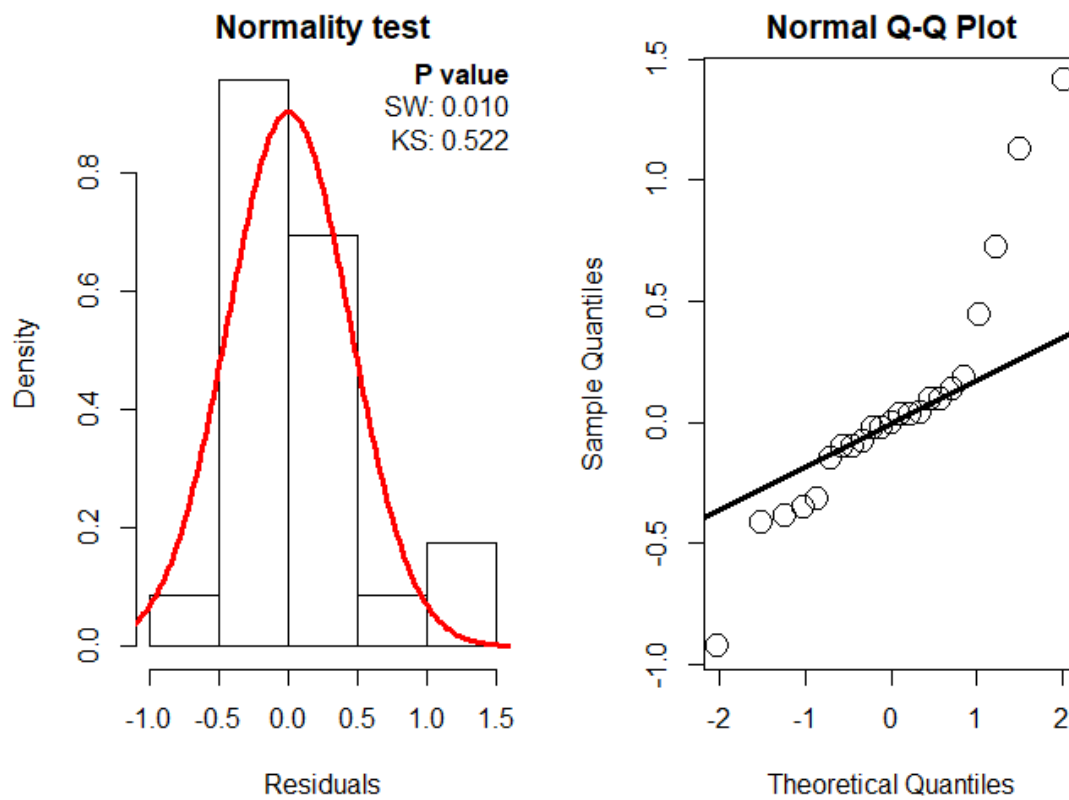 Normality test
P value
SW: 0.010
KS: 0.522
Density
0.0 0.2 0.4 0.6 0.8
-1.0 -0.5 0.0 0.5 1.0 1.5
Residuals
Normal Q-Q Plot
Sample Quantiles
-1.0 -0.5 0.0 0.5 1.0 1.5
-2 -1 0 1 2
Theoretical Quantiles